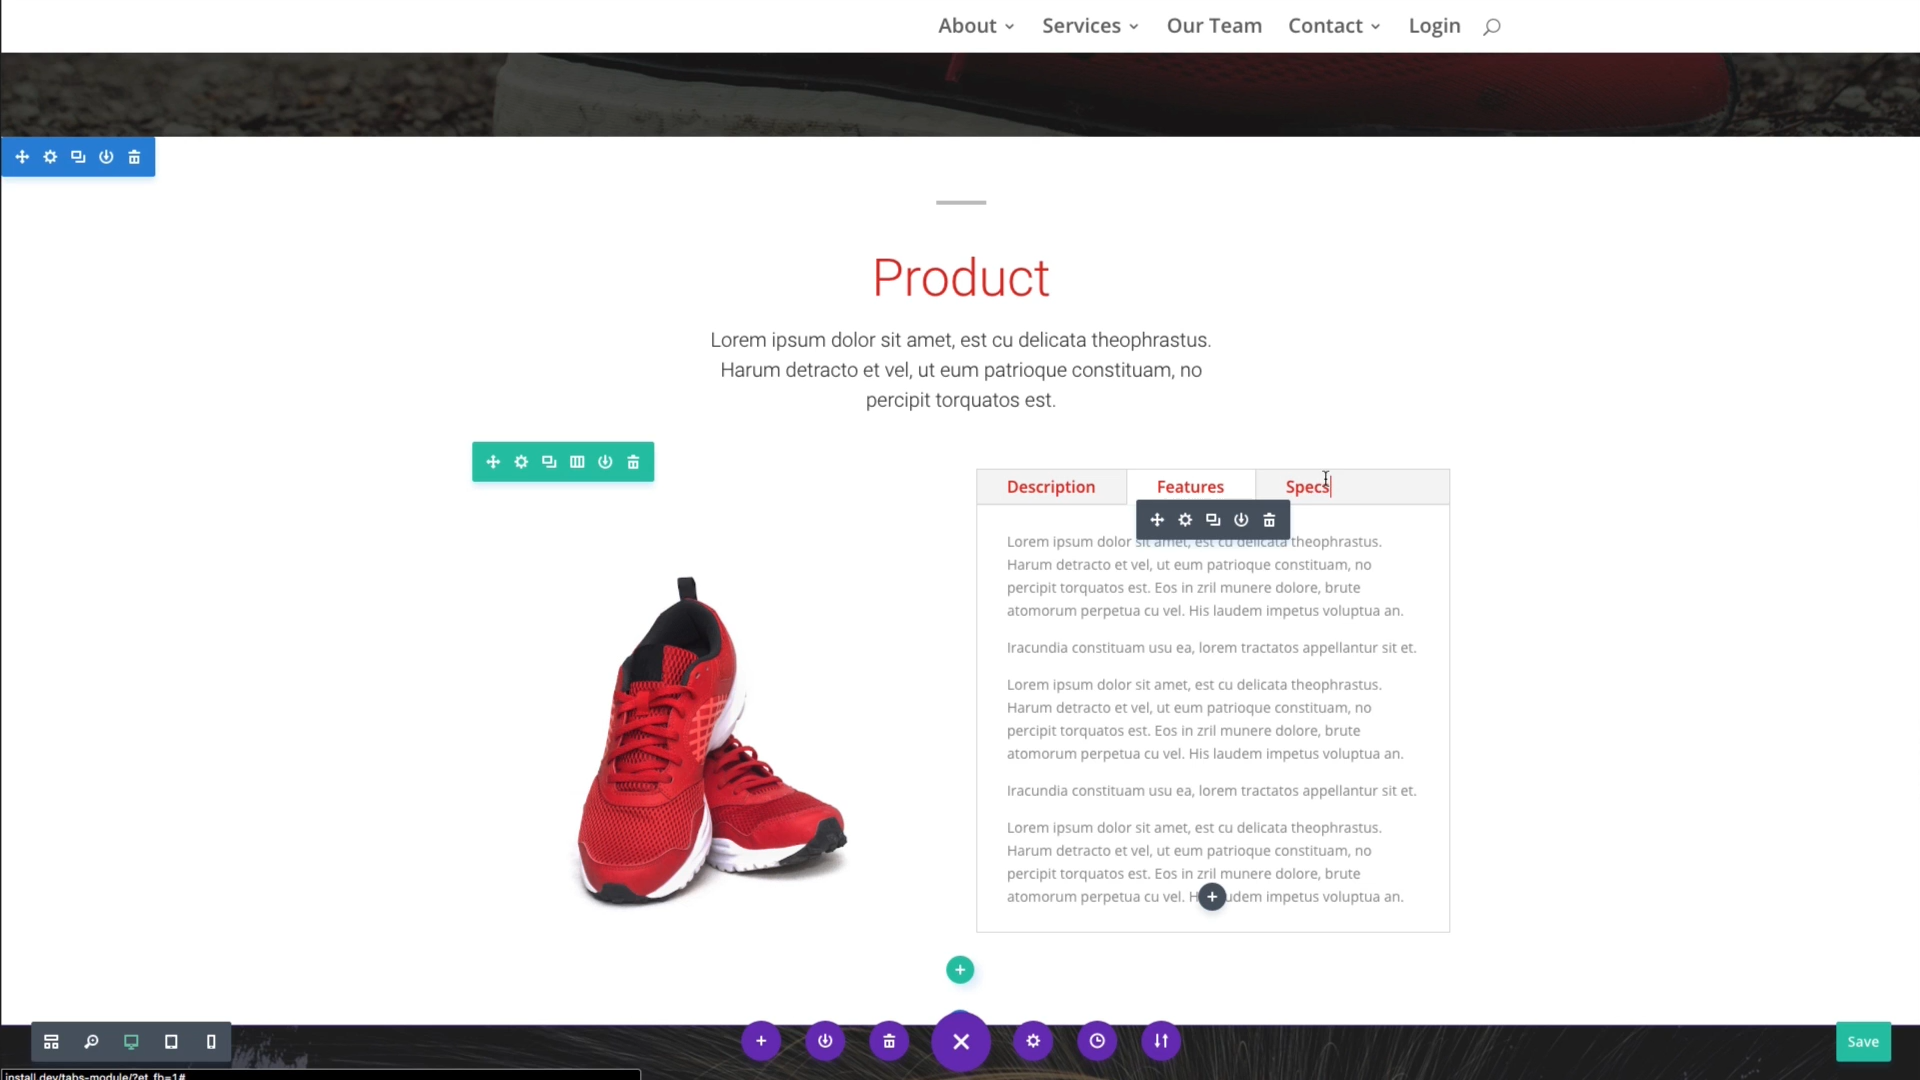 About Services Our Team Contact Login
Product
Lorem ipsum dolor sit amet, est cu delicata theophrastus.
Harum detracto et vel, ut eum patrioque constituam, no
percipit torquatos est.
Description Features Specs
Lorem ipsum dolor sit amet, est cu delicata theophrastus.
Harum detracto et vel, ut eum patrioque constituam, no
percipit torquatos est. Eos in zril munere dolore, brute
atomorum perpetua cu vel. His laudem impetus voluptua an.
Iracundia constituam usu ea, lorem tractatos appellantur sit et.
Lorem ipsum dolor sit amet, est cu delicata theophrastus.
Harum detracto et vel, ut eum patrioque constituam, no
percipit torquatos est. Eos in zril munere dolore, brute
atomorum perpetua cu vel. His laudem impetus voluptua an.
Iracundia constituam usu ea, lorem tractatos appellantur sit et.
Lorem ipsum dolor sit amet, est cu delicata theophrastus.
Harum detracto et vel, ut eum patrioque constituam, no
percipit torquatos est. Eos in zril munere dolore, brute
atomorum perpetua cu vel. impetus voluptua an.
Save
install.dev/tabs-module/?et_fb=1#